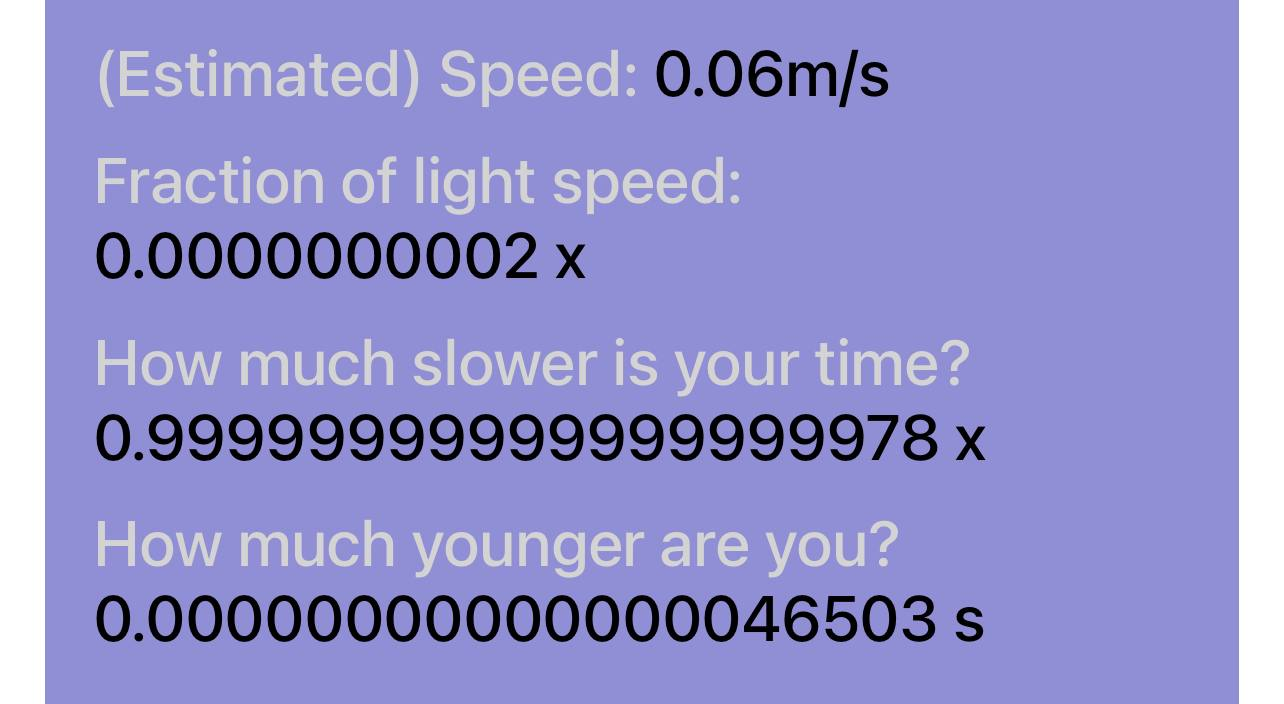 (Estimated) Speed: 0.06m/s
Fraction of light speed:
0.0000000002 x
How much slower is your time?
0.99999999999999999978 x
How much younger are you?
0.00000000000000046503 s